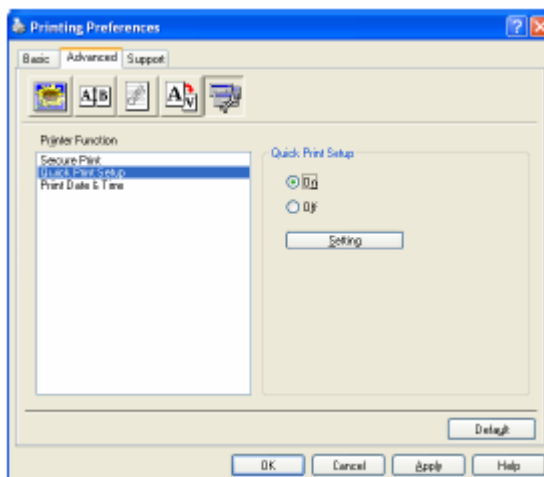 Printing Preferences
Basic Advanced Support
A B A V
Printer Function
Secure Print
Quick Print Setup
Print Date & Time
Quick Print Setup
On
Off
Setting
Default
OK Cancel Apply Help